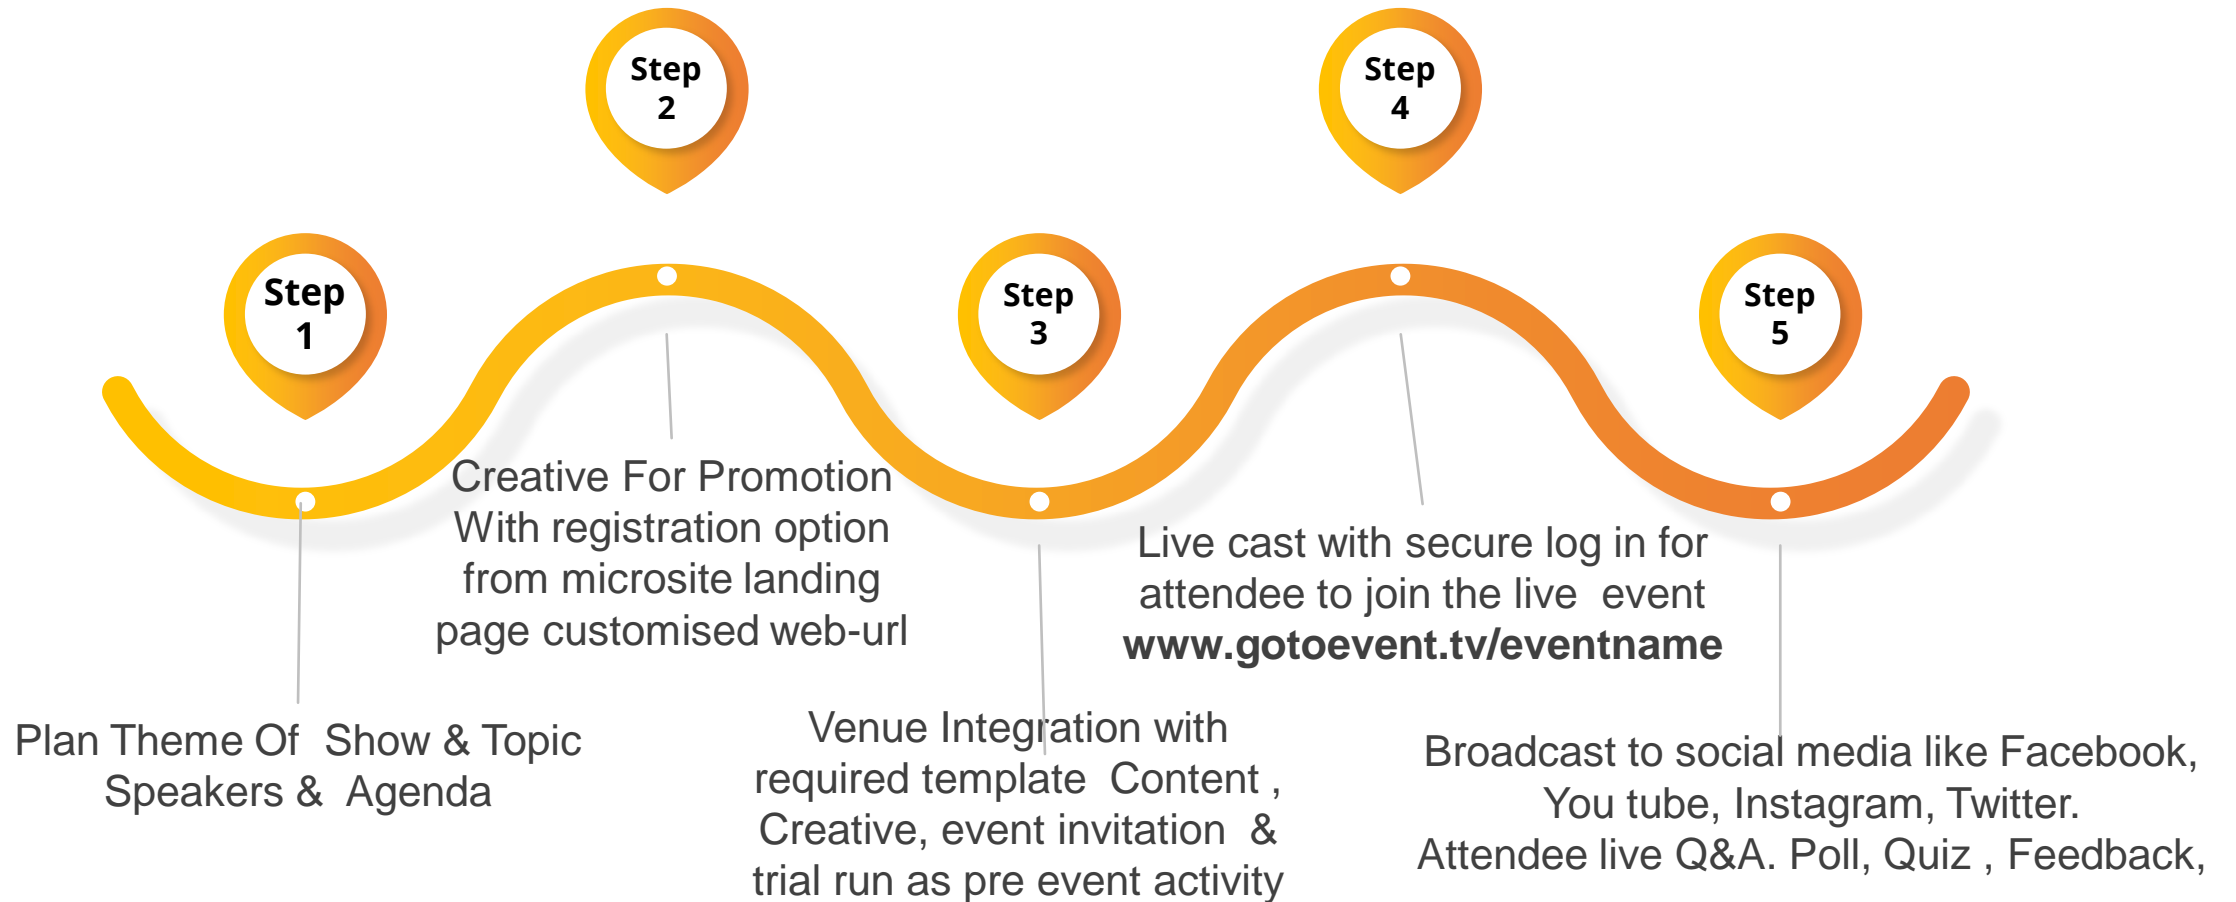 Step
1
Plan Theme Of Show & Topic
Speakers & Agenda
Step
2
Creative For Promotion
With registration option
from microsite landing
page customised web-url
Step
3
Venue Integration with
required template Content ,
Creative, event invitation &
trial run as pre event activity
Step
4
Live cast with secure log in for
attendee to join the live event
www.gotoevent.tv/eventname
Step
5
Broadcast to social media like Facebook,
You tube, Instagram, Twitter.
Attendee live Q&A. Poll, Quiz , Feedback,